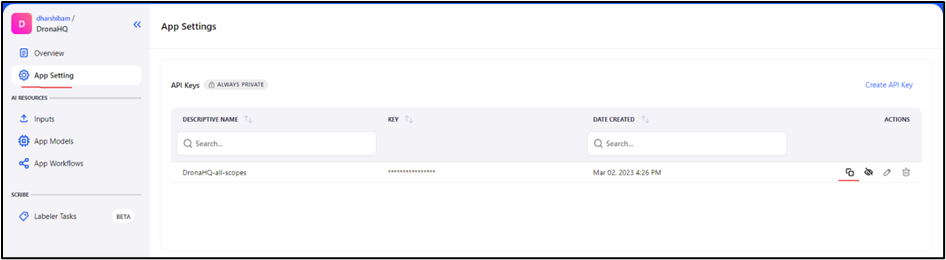 D
dharshibam /
DronaHQ
App Settings
Overview
App Setting
AI RESOURCES
Inputs
App Models
App Workflows
SCRIBE
Labeler Tasks BETA
API Keys ALWAYS PRIVATE Create API Key
DESCRIPTIVE NAME KEY DATE CREATED ACTIONS
Search... Search...
DronaHQ-all-scopes **************** Mar 02, 2023 4:26 PM